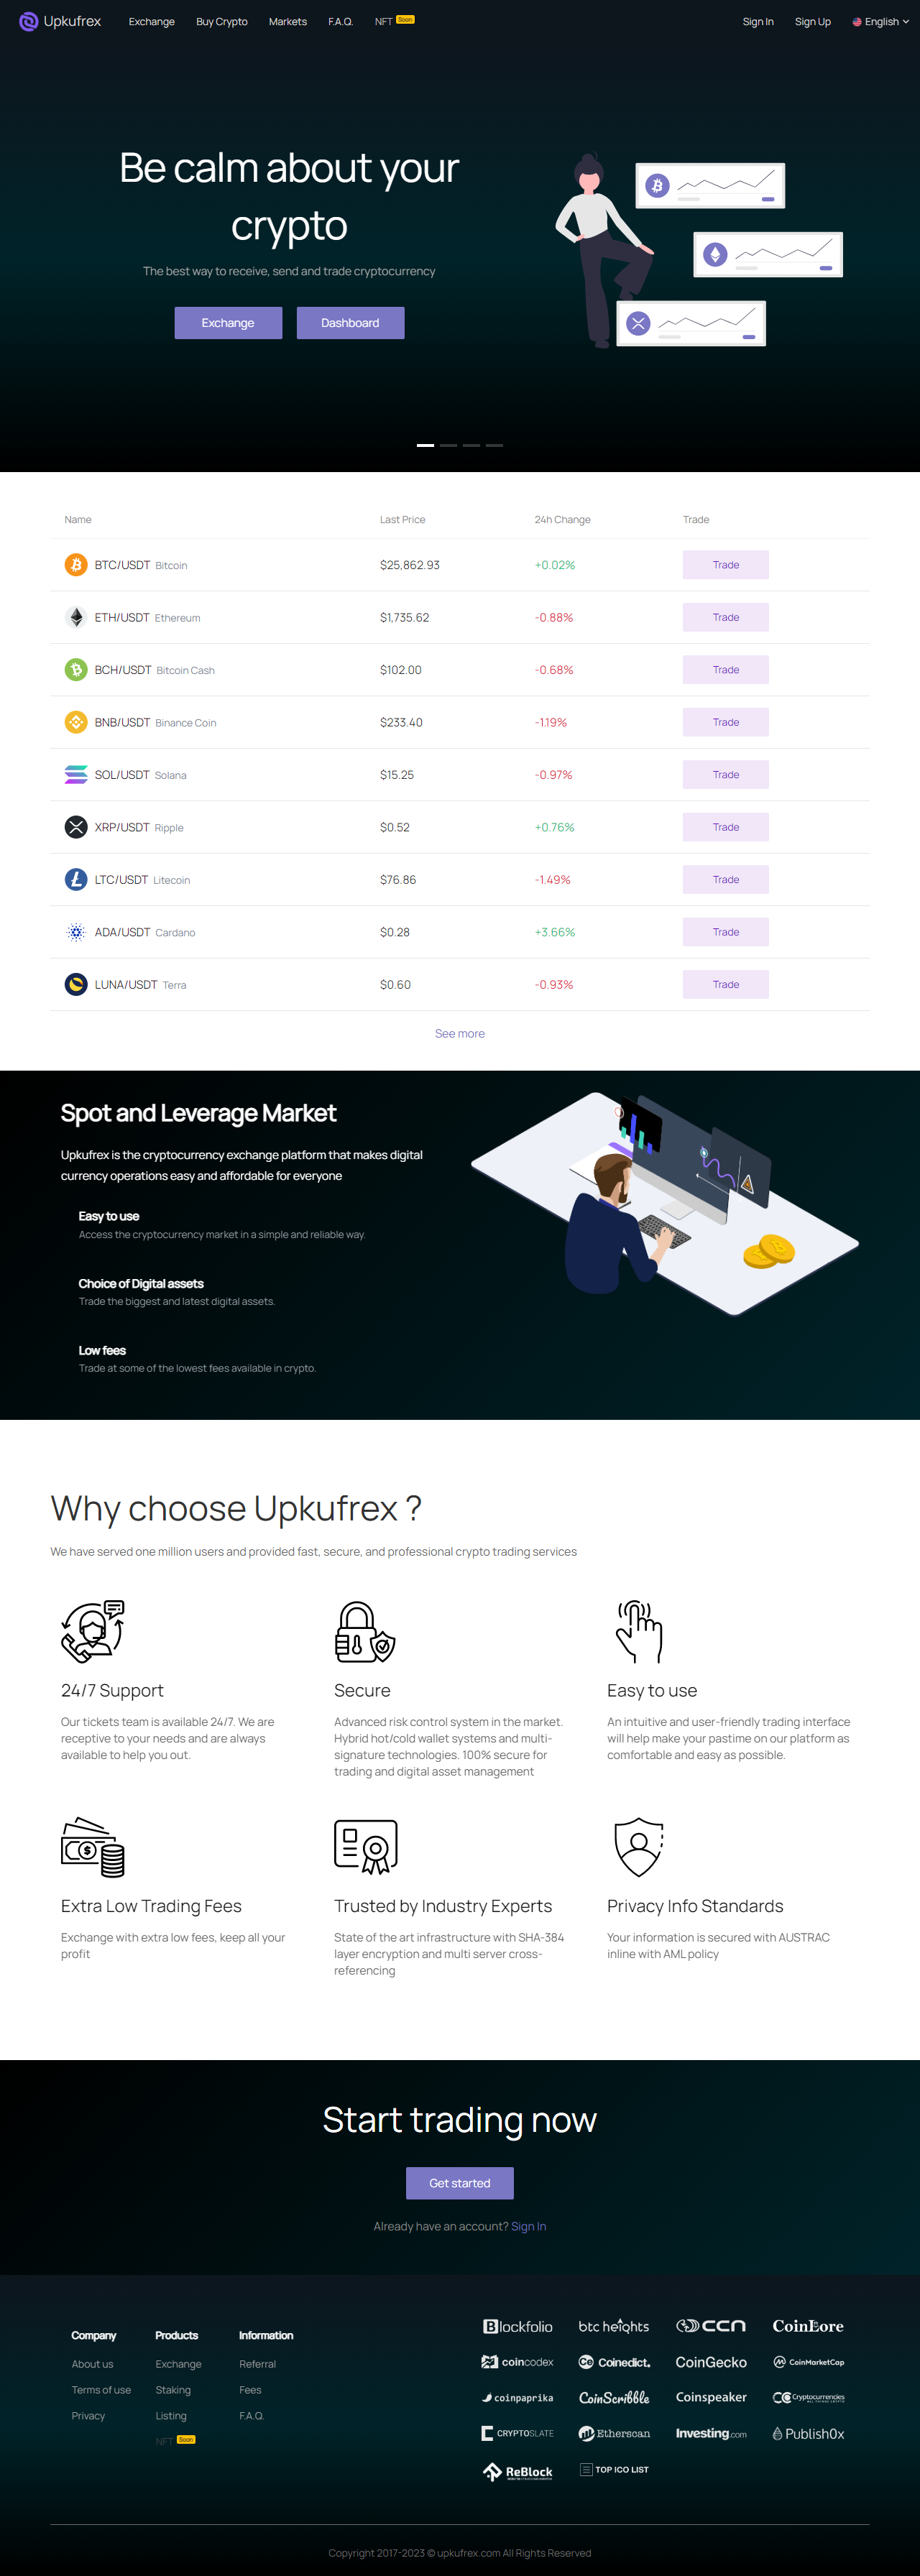 Upkufrex Exchange Buy Crypto Markets F.A.Q. NFT Soon Sign In Sign Up English
Be calm about your
crypto
The best way to receive, send and trade cryptocurrency
Exchange Dashboard
Name Last Price 24h Change Trade
BTC/USDT Bitcoin $25,862.93 +0.02% Trade
ETH/USDT Ethereum $1,735.62 -0.88% Trade
BCH/USDT Bitcoin Cash $102.00 -0.68% Trade
BNB/USDT Binance Coin $233.40 -1.19% Trade
SOL/USDT Solana $15.25 -0.97% Trade
XRP/USDT Ripple $0.52 +0.76% Trade
LTC/USDT Litecoin $76.86 -1.49% Trade
ADA/USDT Cardano $0.28 +3.66% Trade
LUNA/USDT Terra $0.60 -0.93% Trade
See more
Spot and Leverage Market
Upkufrex is the cryptocurrency exchange platform that makes digital
currency operations easy and affordable for everyone
Easy to use
Access the cryptocurrency market in a simple and reliable way.
Choice of Digital assets
Trade the biggest and latest digital assets.
Low fees
Trade at some of the lowest fees available in crypto.
Why choose Upkufrex ?
We have served one million users and provided fast, secure, and professional crypto trading services
24/7 Support
Our tickets team is available 24/7. We are
receptive to your needs and are always
available to help you out.
Secure
Advanced risk control system in the market.
Hybrid hot/cold wallet systems and multi-
signature technologies. 100% secure for
trading and digital asset management
Easy to use
An intuitive and user-friendly trading interface
will help make your pastime on our platform as
comfortable and easy as possible.
Extra Low Trading Fees
Exchange with extra low fees, keep all your
profit
Trusted by Industry Experts
State of the art infrastructure with SHA-384
layer encryption and multi server cross-
referencing
Privacy Info Standards
Your information is secured with AUSTRAC
inline with AML policy
Start trading now
Get started
Already have an account? Sign In
Company
About us
Terms of use
Privacy
Products
Exchange
Staking
Listing
NFT Soon
Information
Referral
Fees
F.A.Q.
Blockfolio btc heights CCN CoinLore
coincodex Coinedict. CoinGecko CoinMarketCap
coinpaprika CoinScribble Coinspeaker Cryptocurrencies
CRYPTOSLATE Etherscan Investing.com Publish0x
ReBlock TOP ICO LIST
Copyright 2017-2023 © upkufrex.com All Rights Reserved